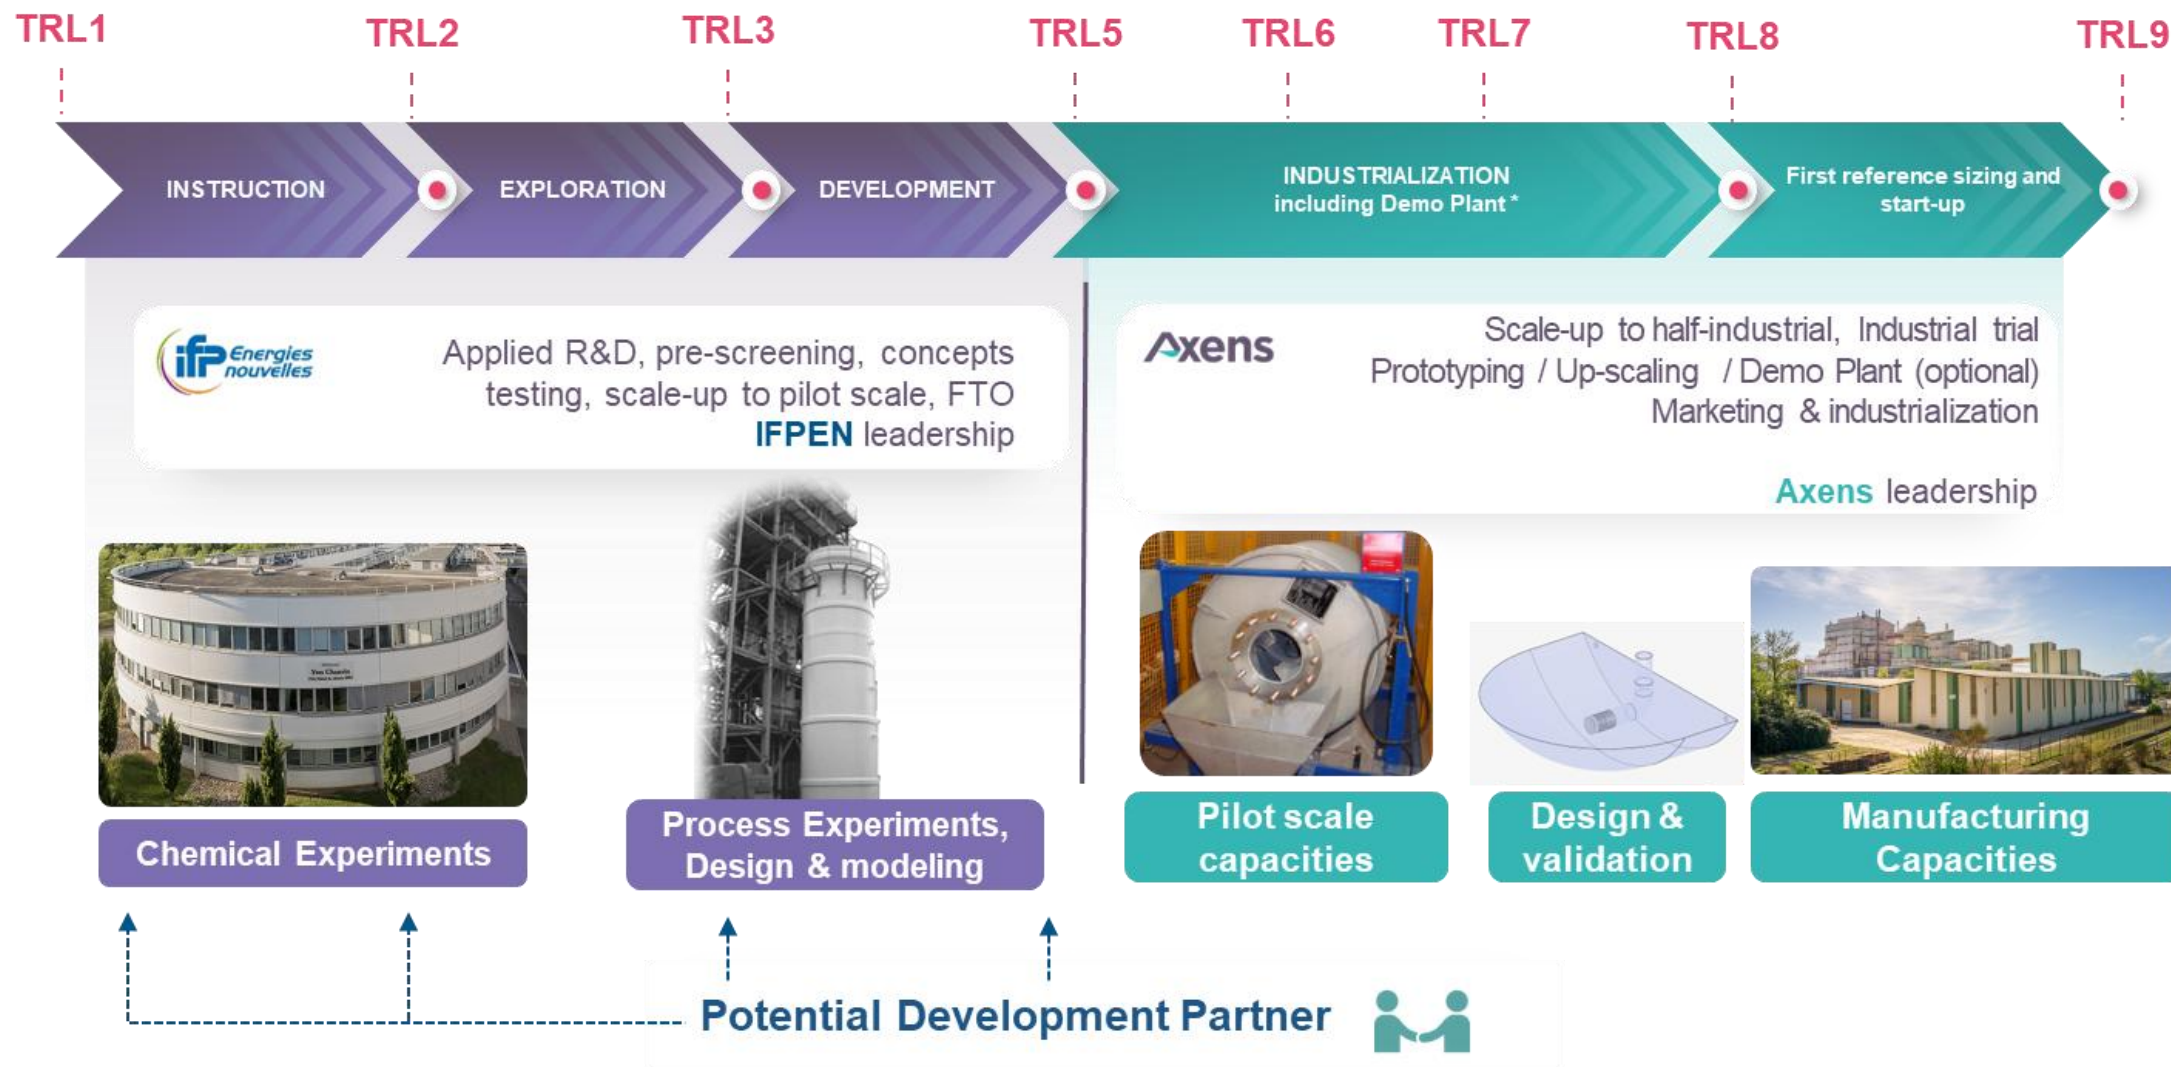 TRL1
TRL2
TRL3
TRL5
TRL6
TRL7
TRL8
TRL9
INSTRUCTION
EXPLORATION
DEVELOPMENT
INDUSTRIALIZATION
including Demo Plant *
First reference sizing and
start-up
ifp Energies
nouvelles
Applied R&D, pre-screening, concepts
testing, scale-up to pilot scale, FTO
IFPEN leadership
Axens
Scale-up to half-industrial, Industrial trial
Prototyping / Up-scaling / Demo Plant (optional)
Marketing & industrialization
Axens leadership
Yves Chauvin
Chemical Experiments
Process Experiments,
Design & modeling
Pilot scale
capacities
Design &
validation
Manufacturing
Capacities
Potential Development Partner